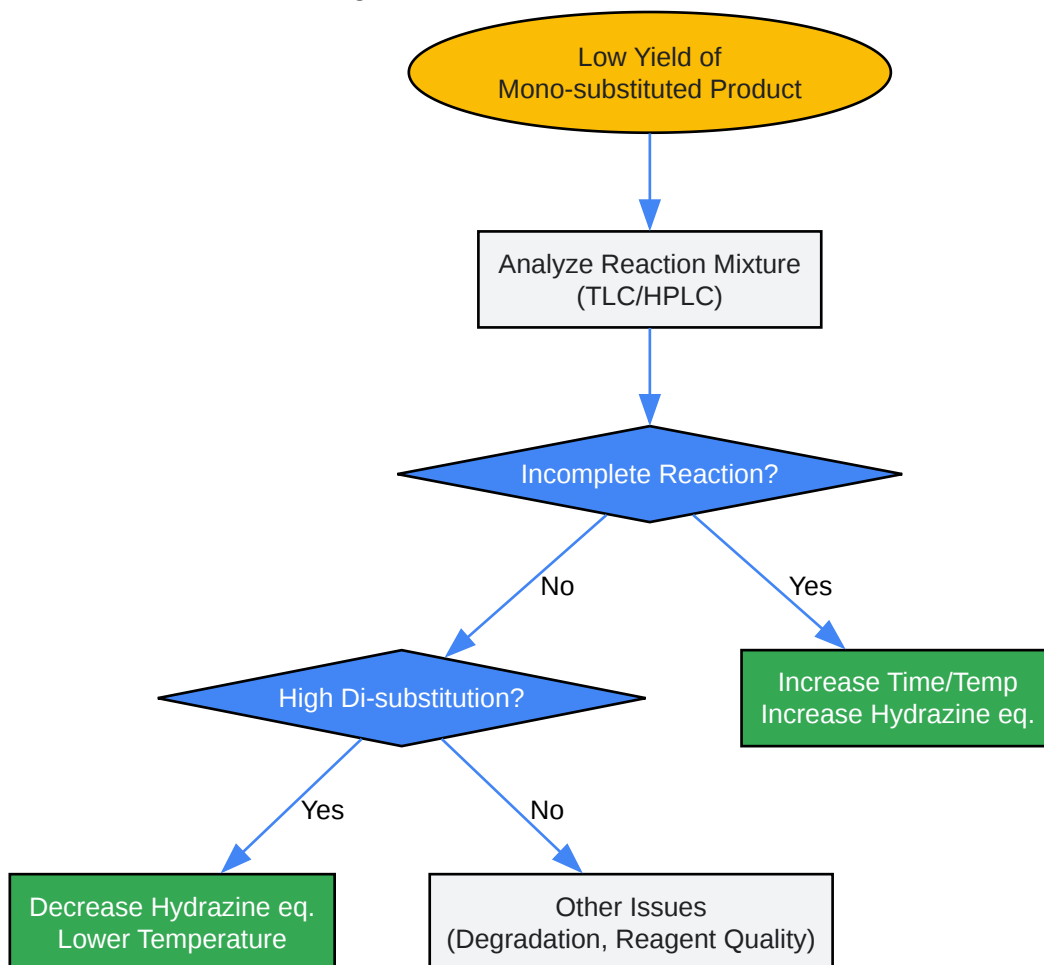 Low Yield of
Mono-substituted Product
Analyze Reaction Mixture
(TLC/HPLC)
Incomplete Reaction?
No
Yes
High Di-substitution?
Increase Time/Temp
Increase Hydrazine eq.
Yes
No
Decrease Hydrazine eq.
Lower Temperature
Other Issues
(Degradation, Reagent Quality)